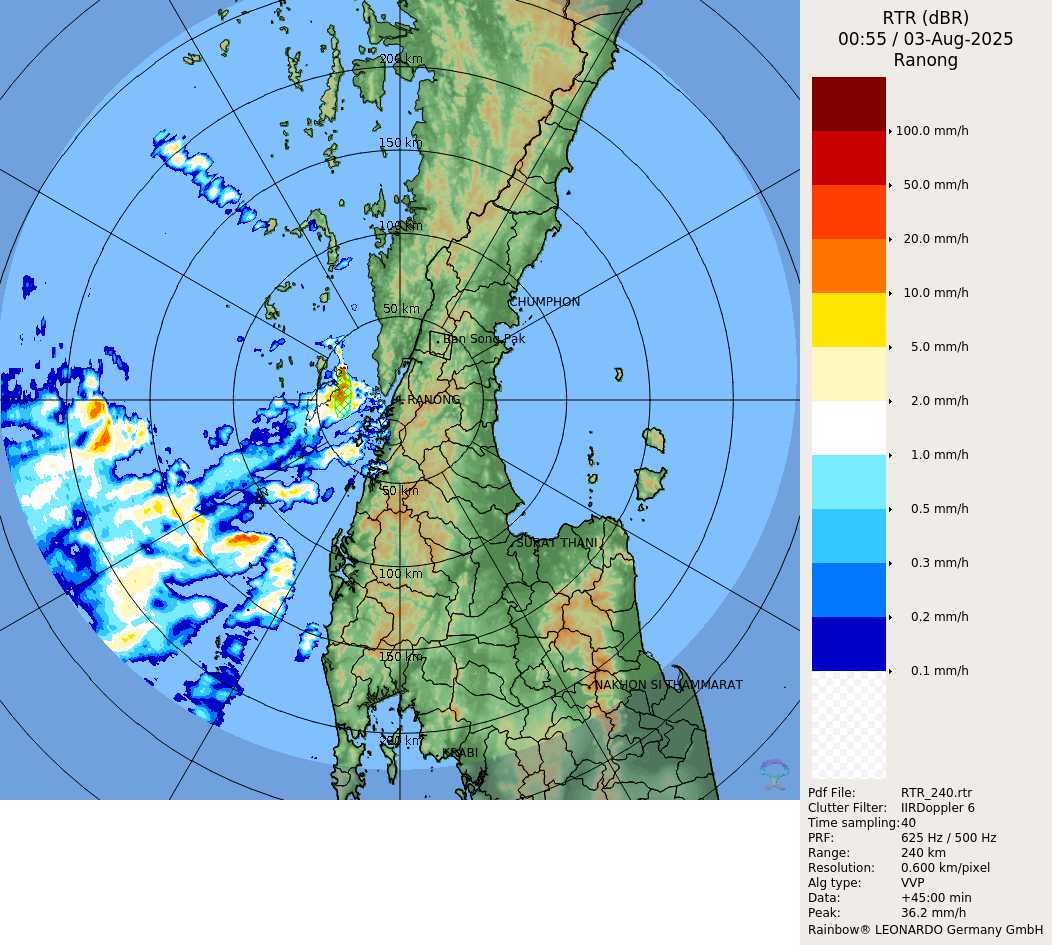 RTR (dBR)
00:55 / 03-Aug-2025
Ranong
200 km
150 km
100 km
50 km
CHUMPHON
Ban Song Pak
RANONG
50 km
SURAT THANI
100 km
150 km
NAKHON SI THAMMARAT
200 km
KRABI
100.0 mm/h
50.0 mm/h
20.0 mm/h
10.0 mm/h
5.0 mm/h
2.0 mm/h
1.0 mm/h
0.5 mm/h
0.3 mm/h
0.2 mm/h
0.1 mm/h
Pdf File: RTR_240.rtr
Clutter Filter: IIRDoppler 6
Time sampling:40
PRF: 625 Hz / 500 Hz
Range: 240 km
Resolution: 0.600 km/pixel
Alg type: VVP
Data: +45:00 min
Peak: 36.2 mm/h
Rainbow® LEONARDO Germany GmbH